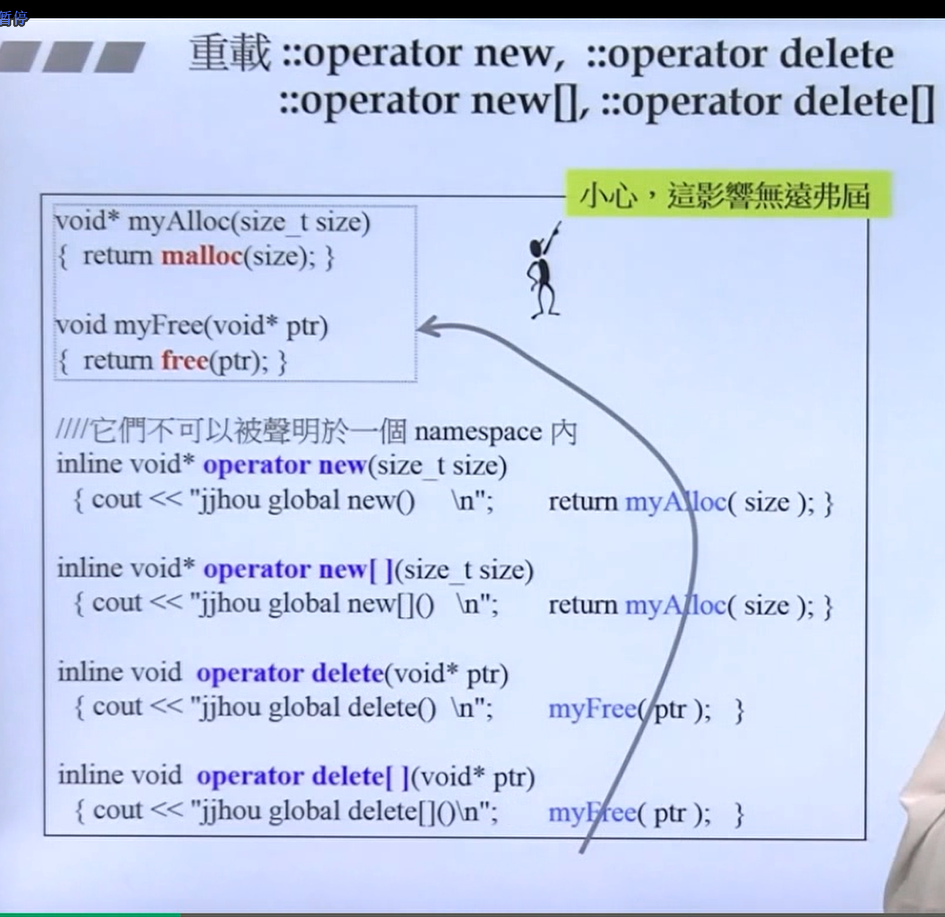 暫停
重載 ::operator new, ::operator delete
::operator new[], ::operator delete[]
小心，這影響無遠弗屆
void* myAlloc(size_t size)
{ return malloc(size); }
void myFree(void* ptr)
{ return free(ptr); }
////它們不可以被聲明於一個 namespace 內
inline void* operator new(size_t size)
{ cout << "jjhou global new() \n"; return myAlloc( size ); }
inline void* operator new[ ](size_t size)
{ cout << "jjhou global new[]() \n"; return myAlloc( size ); }
inline void operator delete(void* ptr)
{ cout << "jjhou global delete() \n"; myFree( ptr ); }
inline void operator delete[ ](void* ptr)
{ cout << "jjhou global delete[]()\n"; myFree( ptr ); }